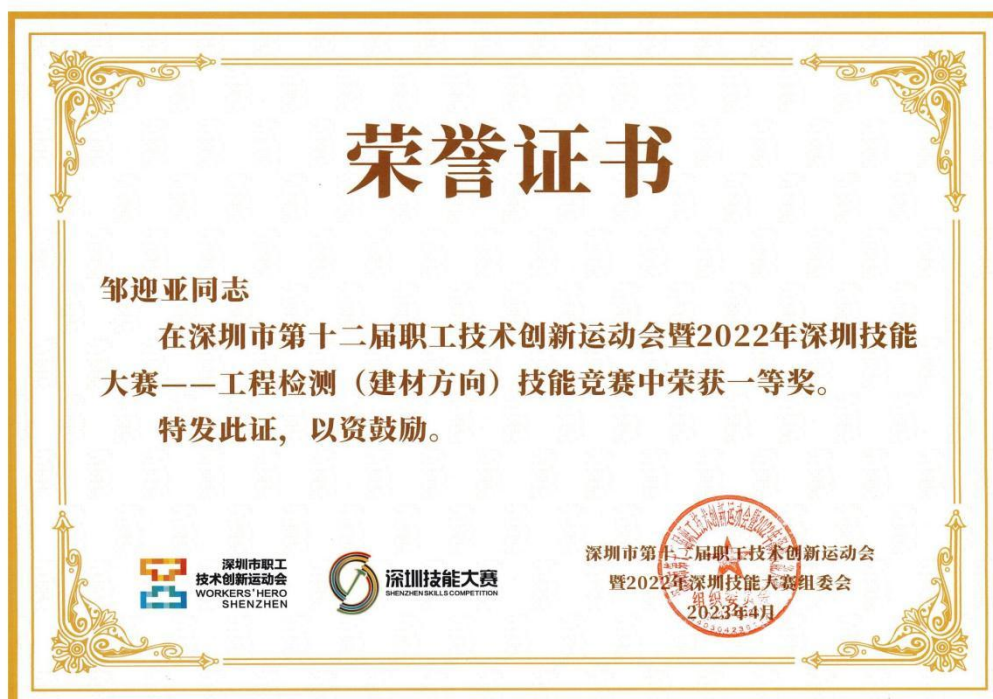 荣誉证书
邹迎亚同志
在深圳市第十二届职工技术创新运动会暨2022年深圳技能
大赛——工程检测（建材方向）技能竞赛中荣获一等奖。
特发此证，以资鼓励。
深圳市职工
技术创新运动会
WORKERS'HERO
SHENZHEN
深圳技能大赛
SHENZHEN SKILLS COMPETITION
深圳市第十二届职工技术创新运动会
暨2022年深圳技能大赛组委会
2023年4月
组织委员会